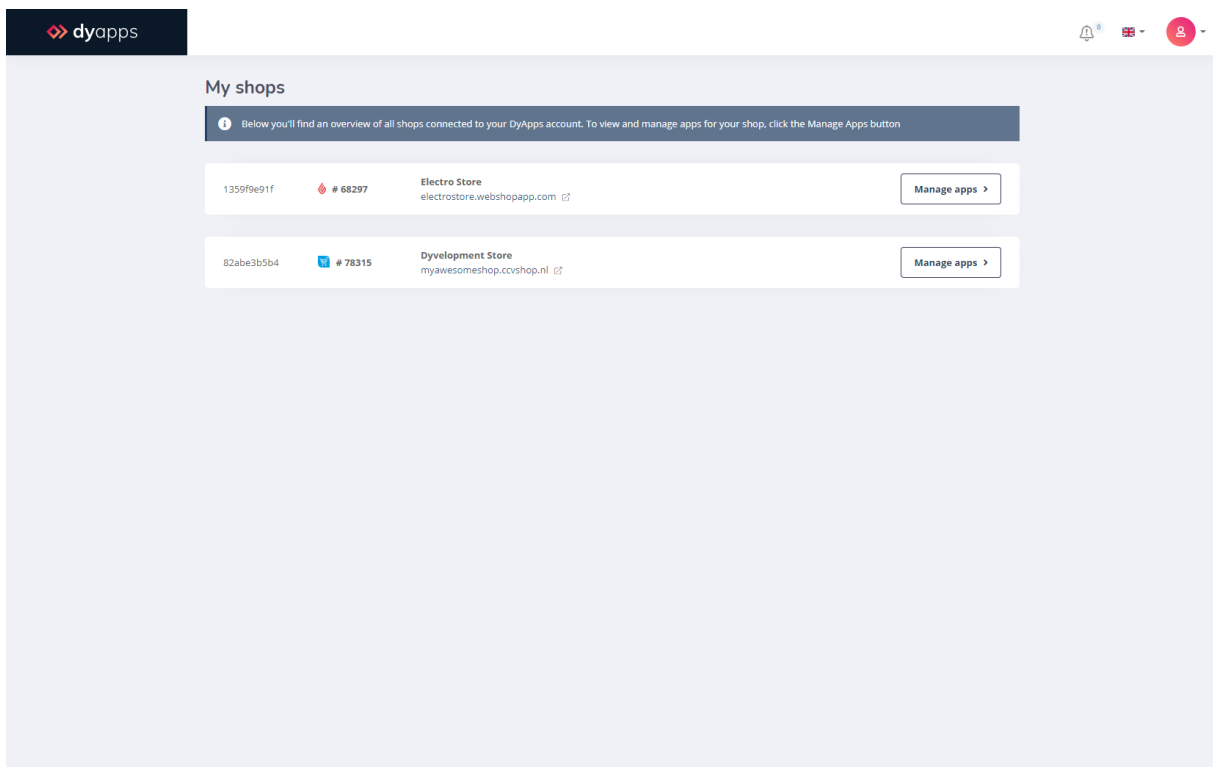 dyapps
0
My shops
Below you'll find an overview of all shops connected to your DyApps account. To view and manage apps for your shop, click the Manage Apps button
1359f9e91f # 68297 Electro Store
electrostore.webshopapp.com
Manage apps
82abe3b5b4 # 78315 Dyvelopment Store
myawesomeshop.ccvshop.nl
Manage apps